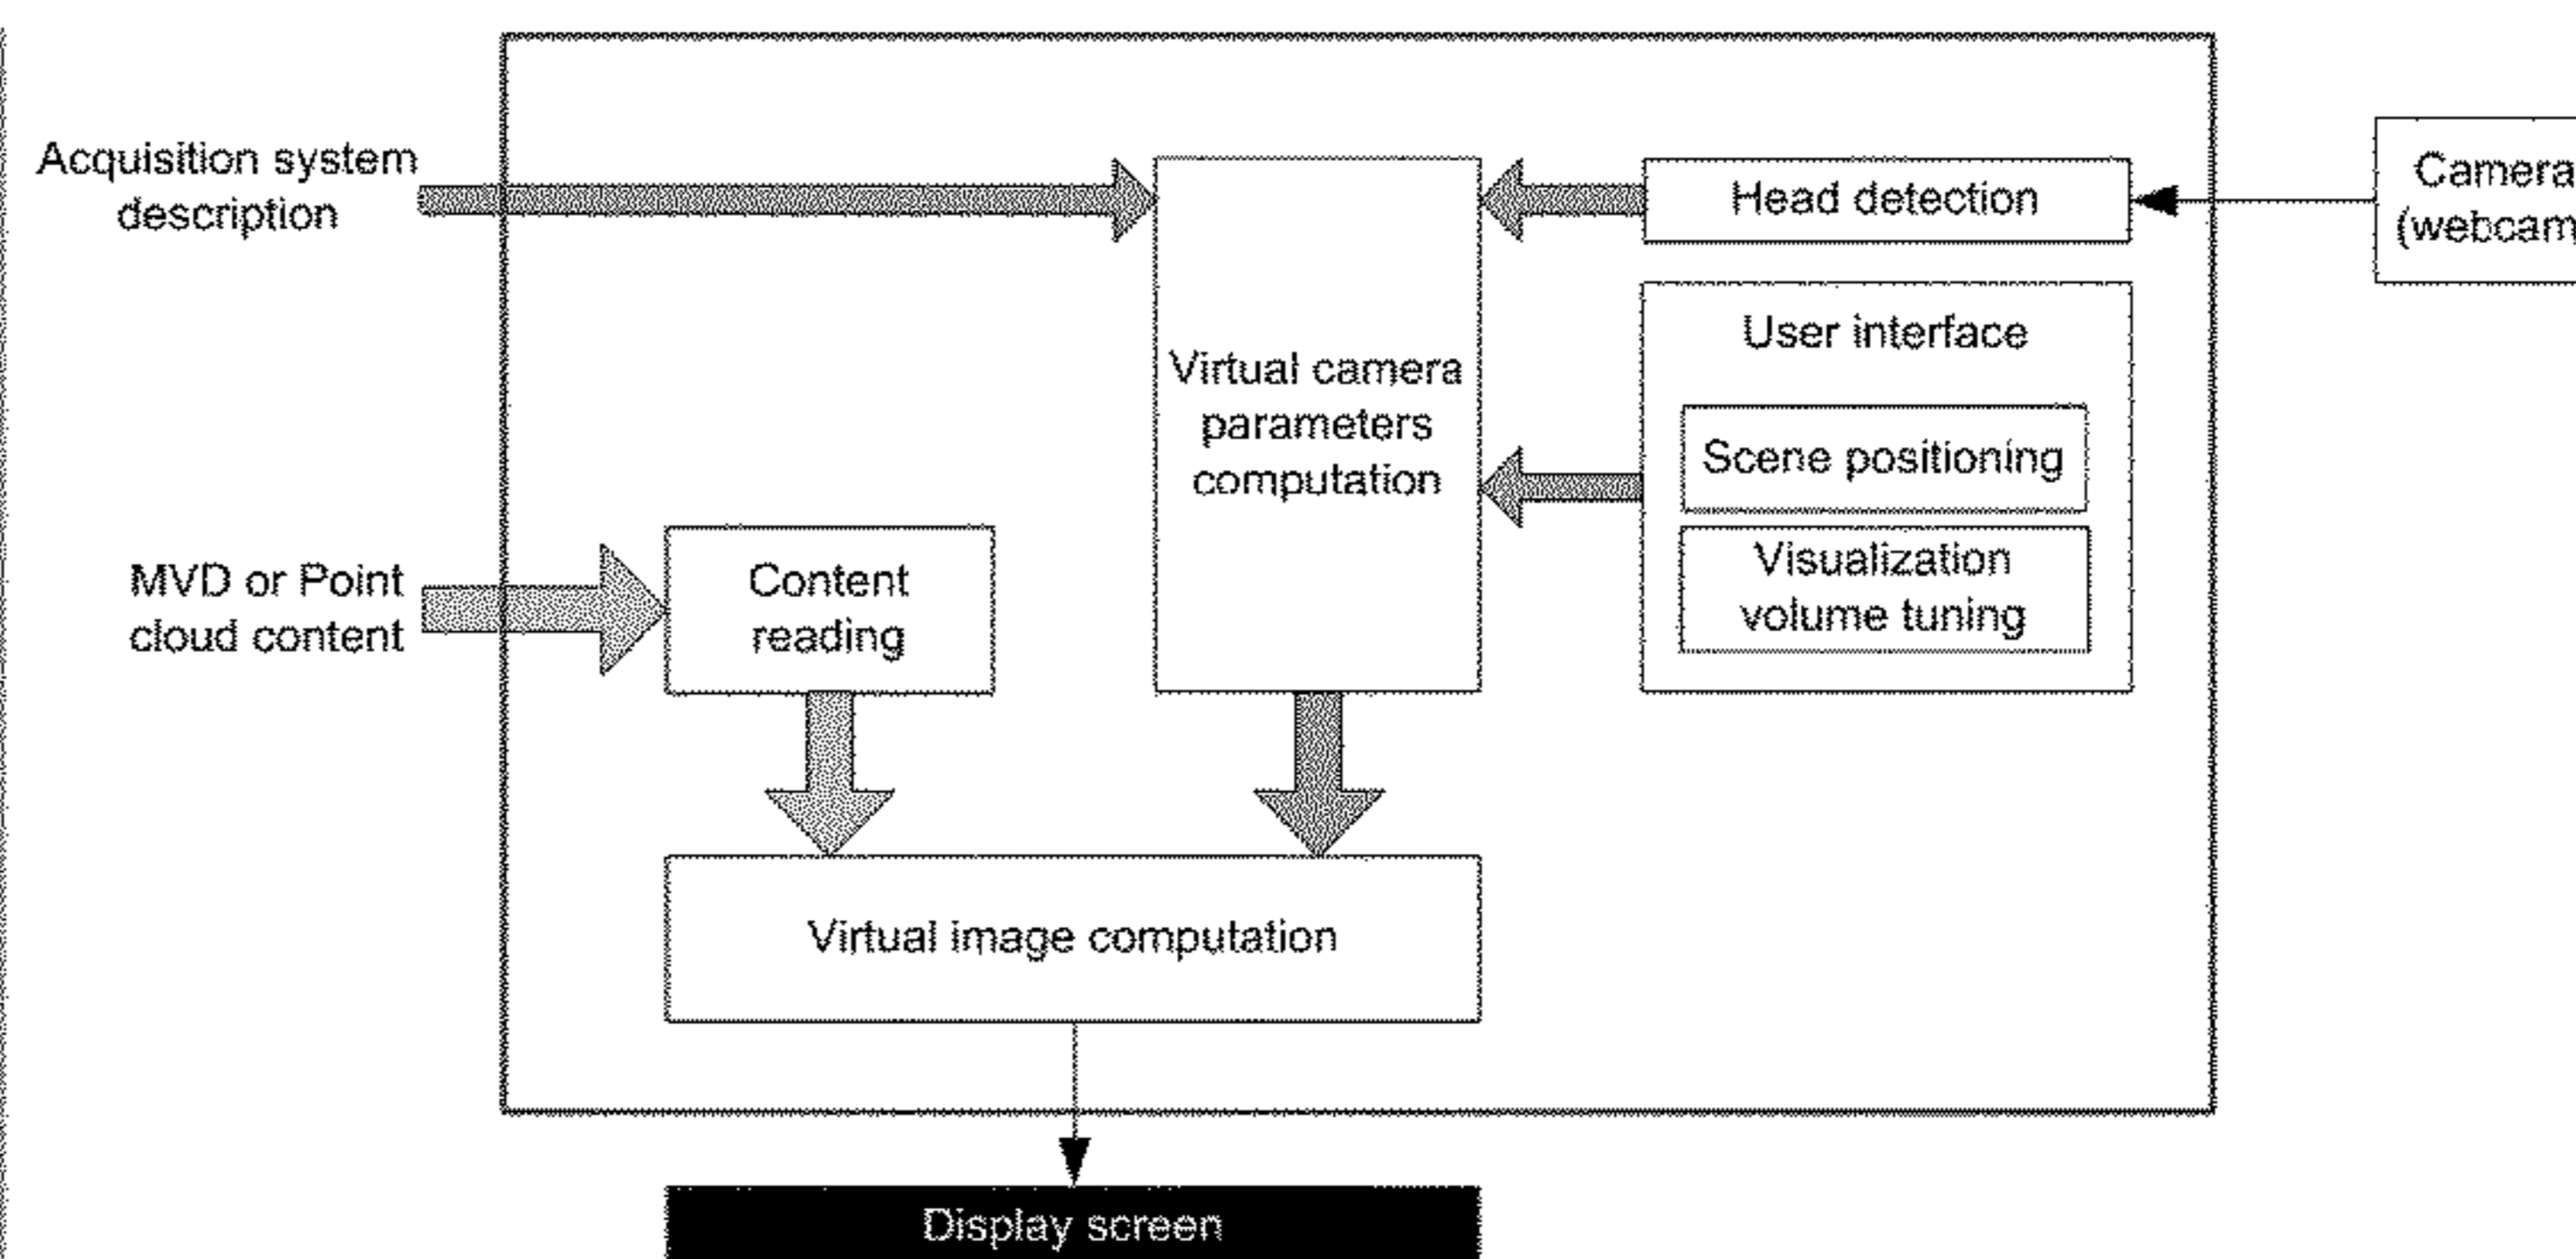 Acquisition system
description
Head detection
Camera
(webcam
User interface
Virtual camera
parameters
computation
Scene positioning
Visualization
volume tuning
MVD or Point
cloud content
Content
reading
Virtual image computation
Display screen